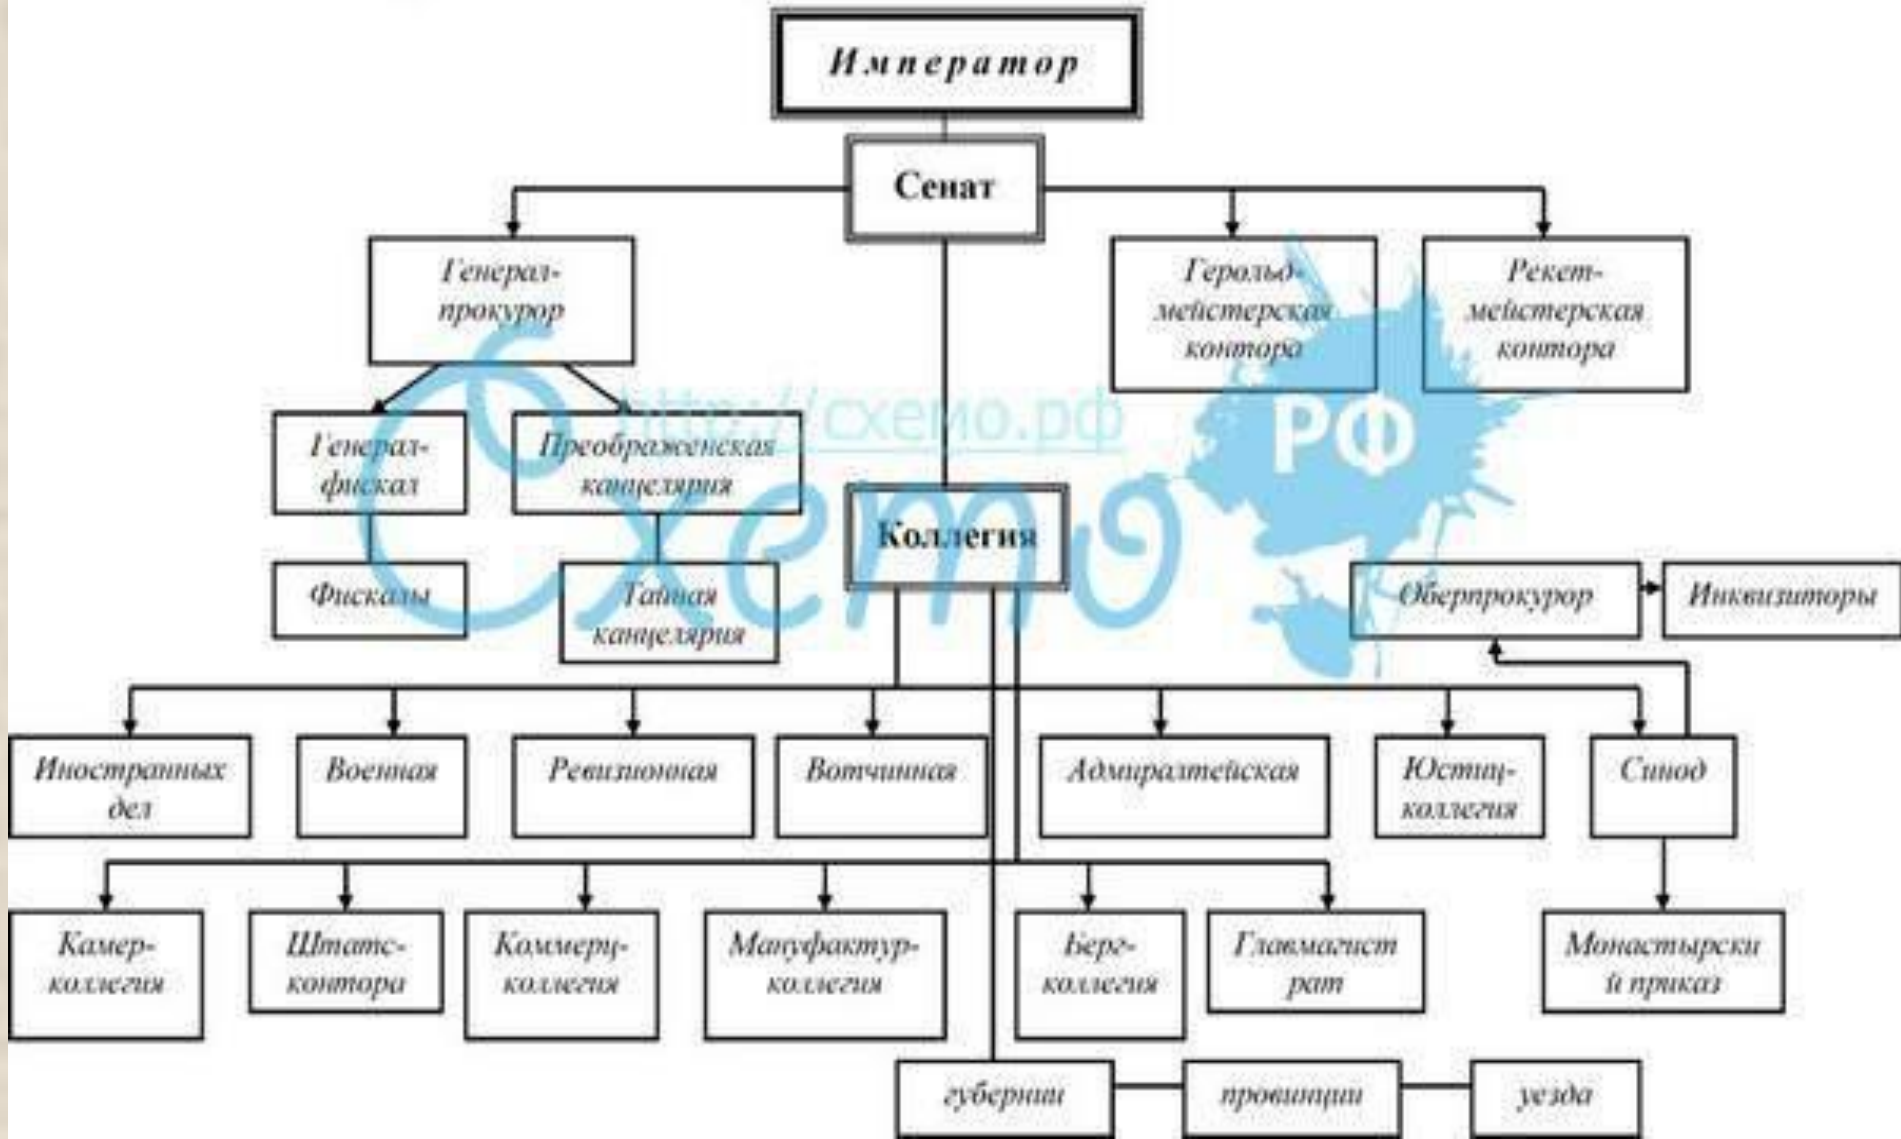 Император
Сенат
Генерал-
прокурор
Герольд-
мейстерская
контора
Рекет-
мейстерская
контора
Генерал-
фискал
Преображенская
канцелярия
http://схемо.рф
РФ
Схемо
Коллегия
Фискалы
Тайная
канцелярия
Оберпрокурор
Инквизиторы
Иностранных
дел
Военная
Ревизионная
Вотчинная
Адмиралтейская
Юстиц-
коллегия
Синод
Камер-
коллегия
Штатс-
контора
Коммерц-
коллегия
Мануфактур-
коллегия
Берг-
коллегия
Главмагист
рат
Монастырски
й приказ
губернии
провинции
уезда